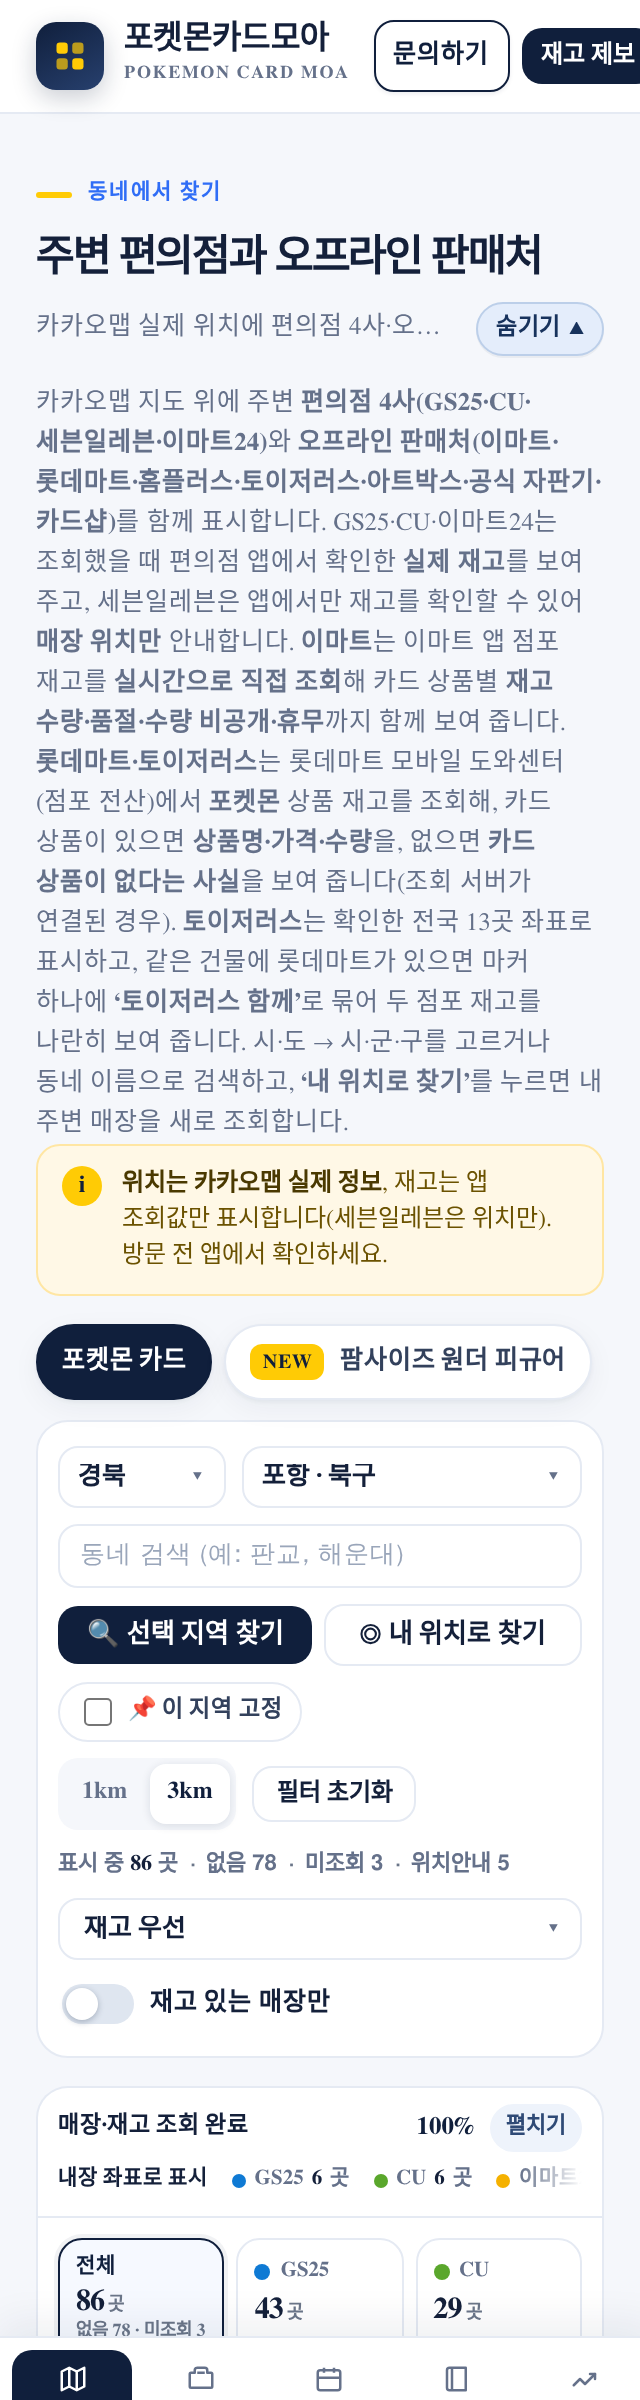 포켓몬카드모아
POKEMON CARD MOA
문의하기
재고 제보
동네에서 찾기
주변 편의점과 오프라인 판매처
카카오맵 실제 위치에 편의점 4사·오…
숨기기 ▲
카카오맵 지도 위에 주변 편의점 4사(GS25·CU·
세븐일레븐·이마트24)와 오프라인 판매처(이마트·
롯데마트·홈플러스·토이저러스·아트박스·공식 자판기·
카드샵)를 함께 표시합니다. GS25·CU·이마트24는
조회했을 때 편의점 앱에서 확인한 실제 재고를 보여
주고, 세븐일레븐은 앱에서만 재고를 확인할 수 있어
매장 위치만 안내합니다. 이마트는 이마트 앱 점포
재고를 실시간으로 직접 조회해 카드 상품별 재고
수량·품절·수량 비공개·휴무까지 함께 보여 줍니다.
롯데마트·토이저러스는 롯데마트 모바일 도와센터
(점포 전산)에서 포켓몬 상품 재고를 조회해, 카드
상품이 있으면 상품명·가격·수량을, 없으면 카드
상품이 없다는 사실을 보여 줍니다(조회 서버가
연결된 경우). 토이저러스는 확인한 전국 13곳 좌표로
표시하고, 같은 건물에 롯데마트가 있으면 마커
하나에 ‘토이저러스 함께’로 묶어 두 점포 재고를
나란히 보여 줍니다. 시·도 → 시·군·구를 고르거나
동네 이름으로 검색하고, ‘내 위치로 찾기’를 누르면 내
주변 매장을 새로 조회합니다.
i
위치는 카카오맵 실제 정보, 재고는 앱
조회값만 표시합니다(세븐일레븐은 위치만).
방문 전 앱에서 확인하세요.
포켓몬 카드
NEW 팜사이즈 원더 피규어
경북 ▼
포항 · 북구 ▼
동네 검색 (예: 판교, 해운대)
🔍 선택 지역 찾기
◎ 내 위치로 찾기
📌 이 지역 고정
1km 3km 필터 초기화
표시 중 86 곳 · 없음 78 · 미조회 3 · 위치안내 5
재고 우선 ▼
재고 있는 매장만
매장·재고 조회 완료 100% 펼치기
내장 좌표로 표시 GS25 6 곳 CU 6 곳 이마트
전체
86곳
없음 78 · 미조회 3
GS25
43곳
CU
29곳